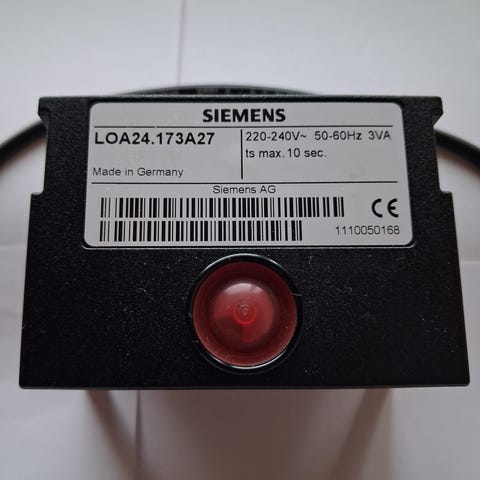 SIEMENS
LOA24.173A27
220-240V~ 50-60Hz 3VA
ts max. 10 sec.
Made in Germany
Siemens AG
CE
1110050168